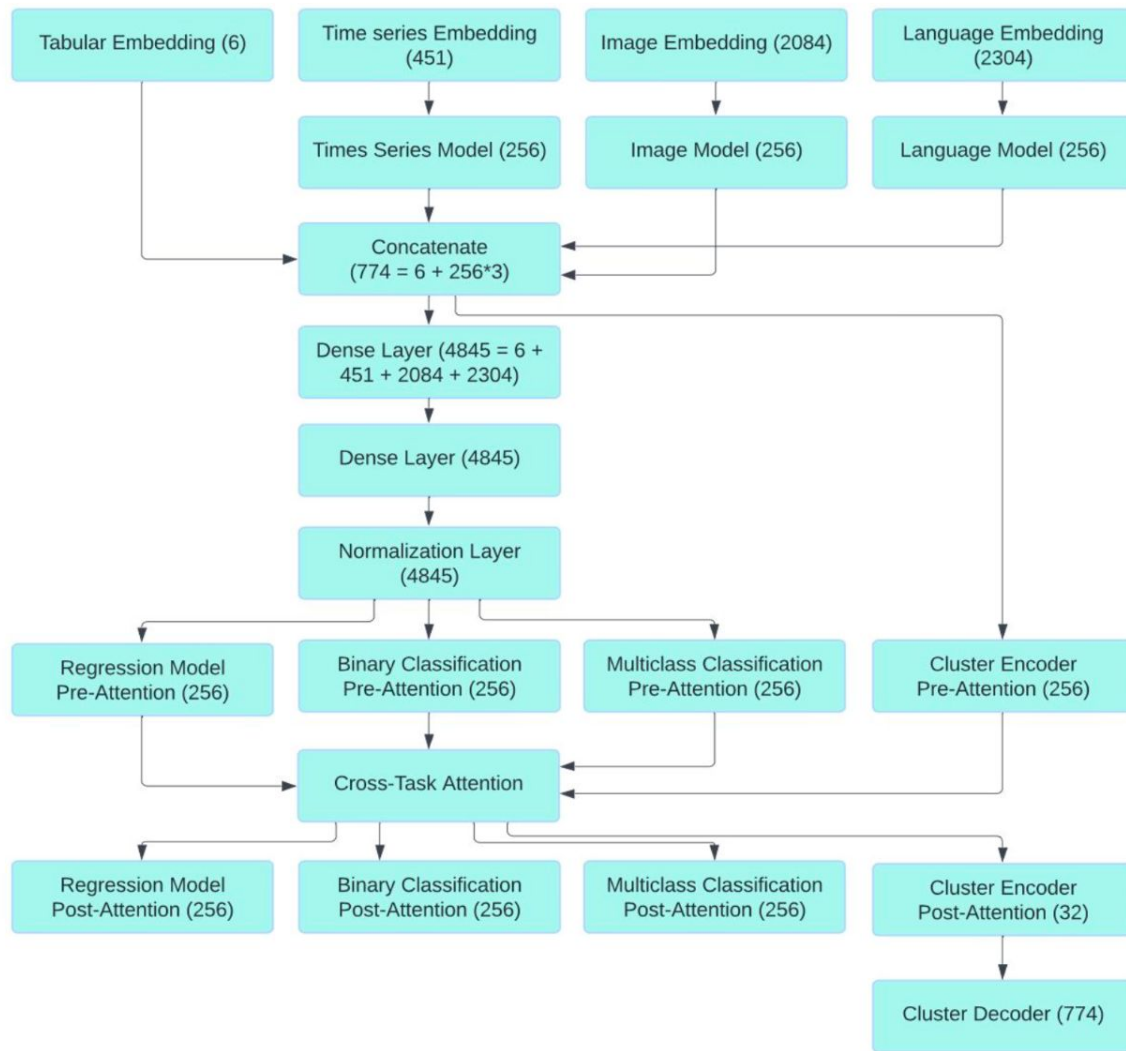 Tabular Embedding (6)
Time series Embedding
(451)
Image Embedding (2084)
Language Embedding
(2304)
Times Series Model (256)
Image Model (256)
Language Model (256)
Concatenate
(774 = 6 + 256*3)
Dense Layer (4845 = 6 +
451 + 2084 + 2304)
Dense Layer (4845)
Normalization Layer
(4845)
Regression Model
Pre-Attention (256)
Binary Classification
Pre-Attention (256)
Multiclass Classification
Pre-Attention (256)
Cluster Encoder
Pre-Attention (256)
Cross-Task Attention
Regression Model
Post-Attention (256)
Binary Classification
Post-Attention (256)
Multiclass Classification
Post-Attention (256)
Cluster Encoder
Post-Attention (32)
Cluster Decoder (774)